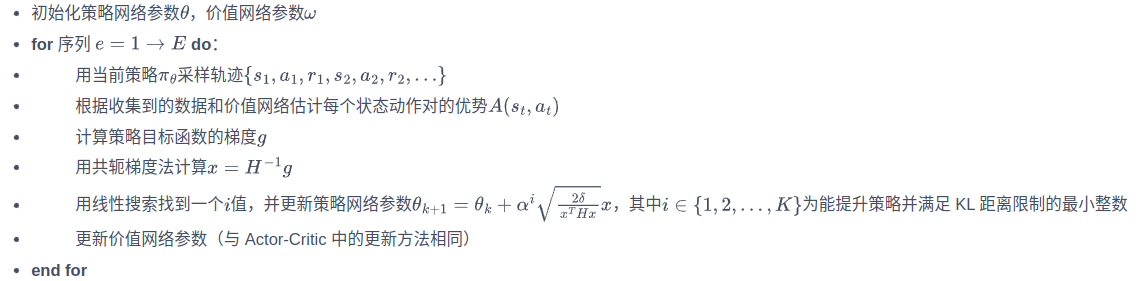 初始化策略网络参数θ，价值网络参数ω
for 序列 e = 1 → E do：
用当前策略π_θ采样轨迹{s_1, a_1, r_1, s_2, a_2, r_2, …}
根据收集到的数据和价值网络估计每个状态动作对的优势A(s_t, a_t)
计算策略目标函数的梯度g
用共轭梯度法计算x = H^{-1}g
用线性搜索找到一个i值，并更新策略网络参数θ_{k+1} = θ_k + α^i \sqrt{\frac{2δ}{x^T Hx}}x，其中i ∈ {1, 2, …, K}为能提升策略并满足 KL 距离限制的最小整数
更新价值网络参数（与 Actor-Critic 中的更新方法相同）
end for